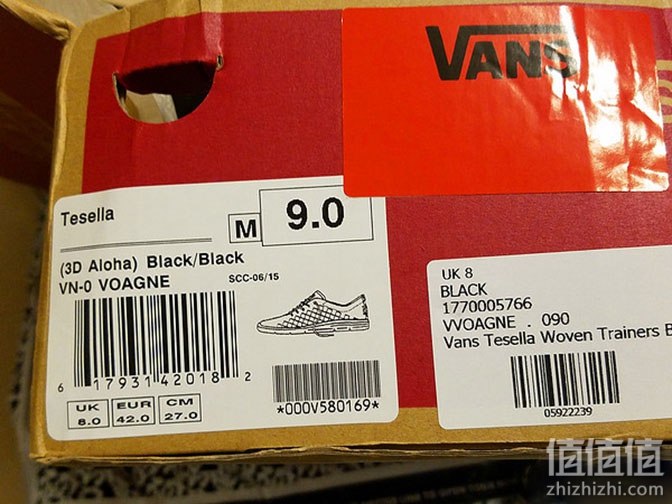 VANS
Tesella
M 9.0
(3D Aloha) Black/Black
VN-0 VOAGNE SCC-06/15
6 17931 42018 2
*000V580169*
UK EUR CM
8.0 42.0 27.0
UK 8
BLACK
1770005766
VVOAGNE . 090
Vans Tesella Woven Trainers B
05922239
值值值
zhizhizhi.com